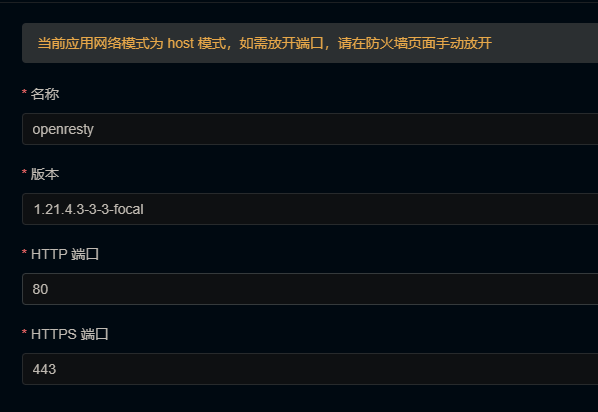 当前应用网络模式为 host 模式，如需放开端口，请在防火墙页面手动放开
* 名称
openresty
* 版本
1.21.4.3-3-3-focal
* HTTP 端口
80
* HTTPS 端口
443